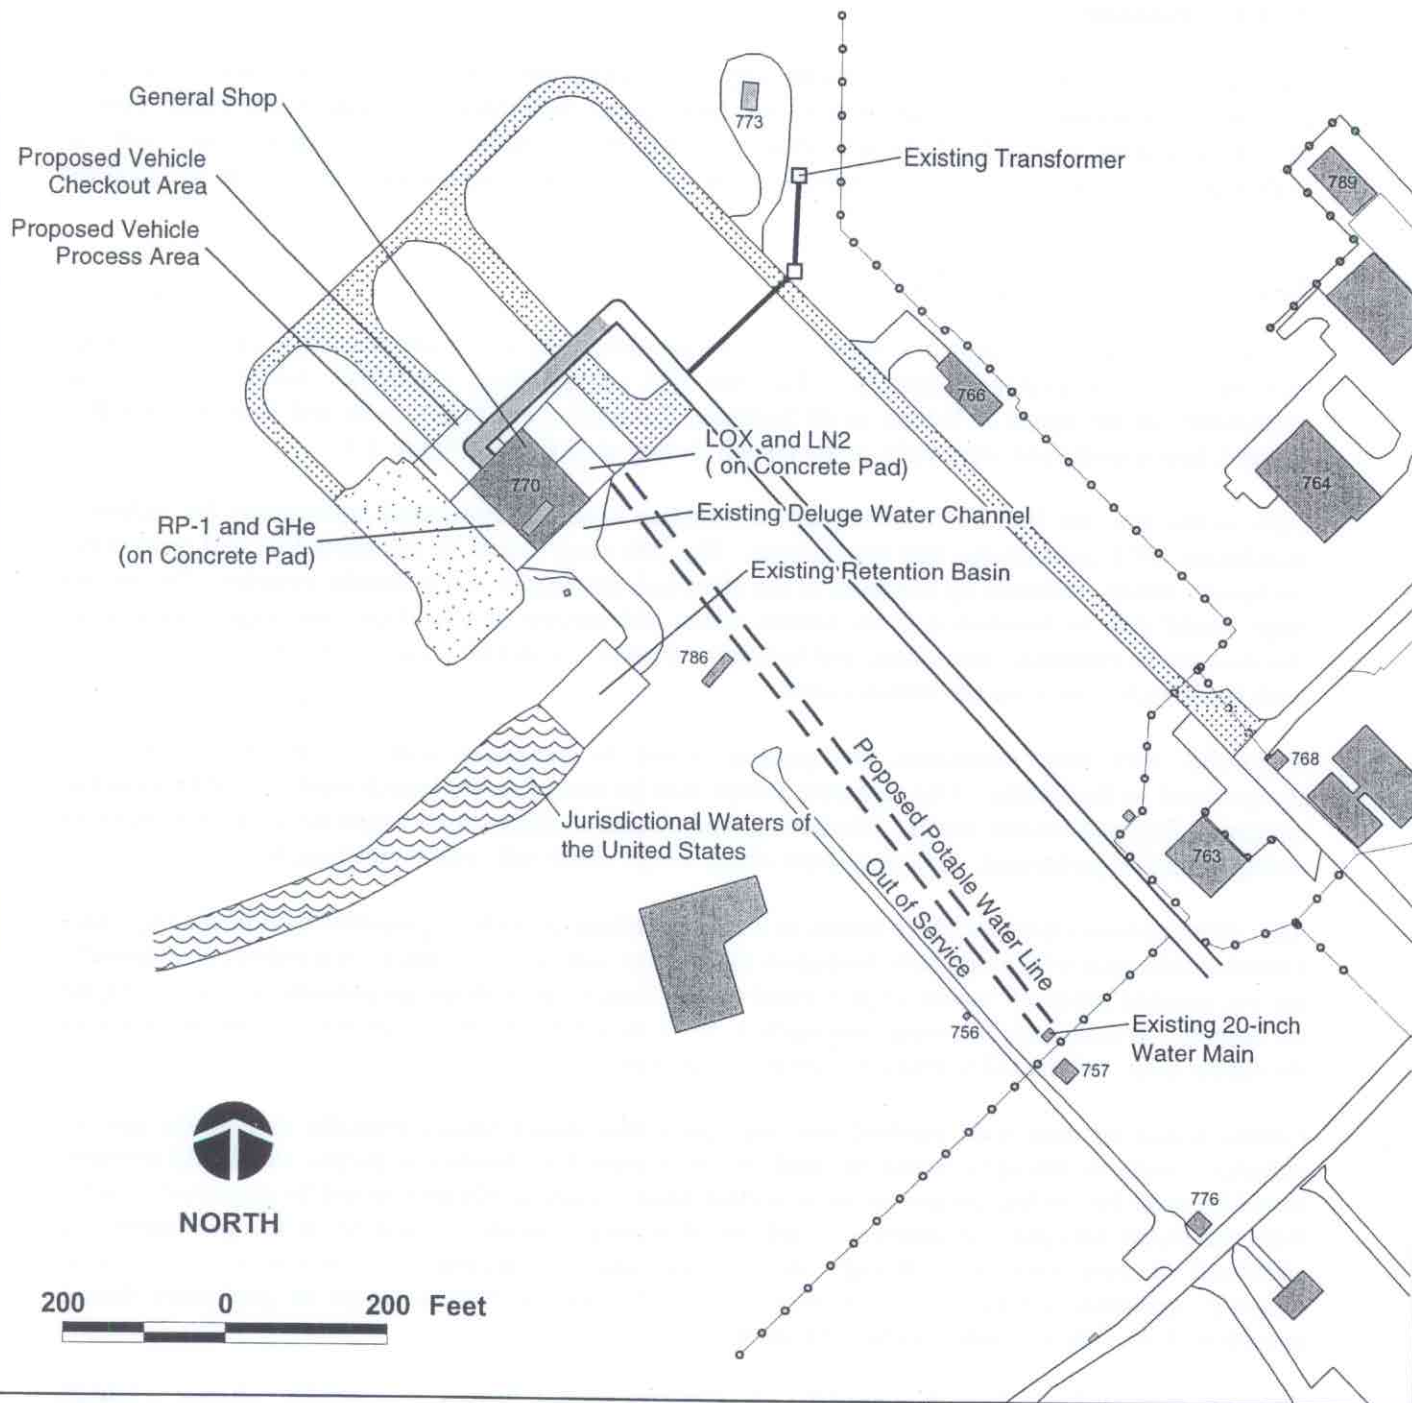 773
General Shop
Existing Transformer
Proposed Vehicle
Checkout Area
789
Proposed Vehicle
Process Area
766
LOX and LN2
( on Concrete Pad)
770
764
Existing Deluge Water Channel
RP-1 and GHe
(on Concrete Pad)
Existing Retention Basin
786
768
Proposed Potable Water Line
Out of Service
Jurisdictional Waters of
the United States
763
756
Existing 20-inch
Water Main
757
776
NORTH
200 0 200 Feet